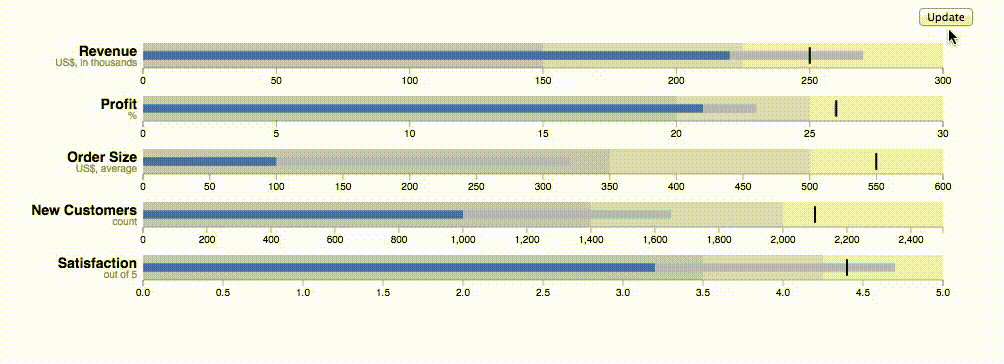 Update
Revenue
US$, in thousands
0 50 100 150 200 250 300
Profit
%
0 5 10 15 20 25 30
Order Size
US$, average
0 50 100 150 200 250 300 350 400 450 500 550 600
New Customers
count
0 200 400 600 800 1,000 1,200 1,400 1,600 1,800 2,000 2,200 2,400
Satisfaction
out of 5
0.0 0.5 1.0 1.5 2.0 2.5 3.0 3.5 4.0 4.5 5.0